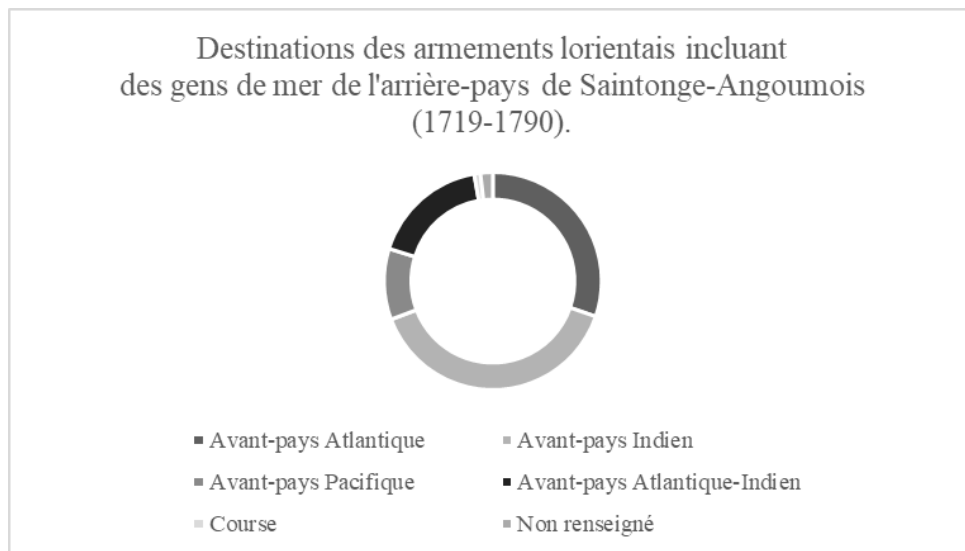 Destinations des armements lorientais incluant
des gens de mer de l'arrière-pays de Saintonge-Angoumois
(1719-1790).
Avant-pays Atlantique
Avant-pays Indien
Avant-pays Pacifique
Avant-pays Atlantique-Indien
Course
Non renseigné